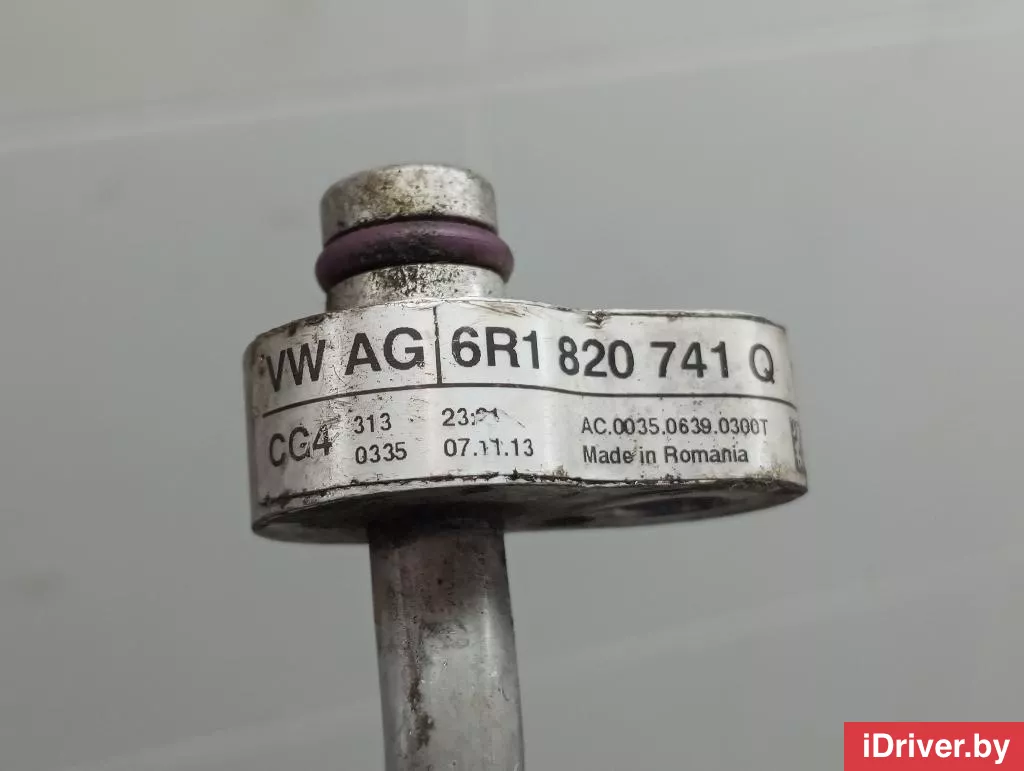 VW AG 6R1 820 741 Q
CG4 313 07.11.13 AC.0035.0639.0300T
0335 Made in Romania
iDriver.by